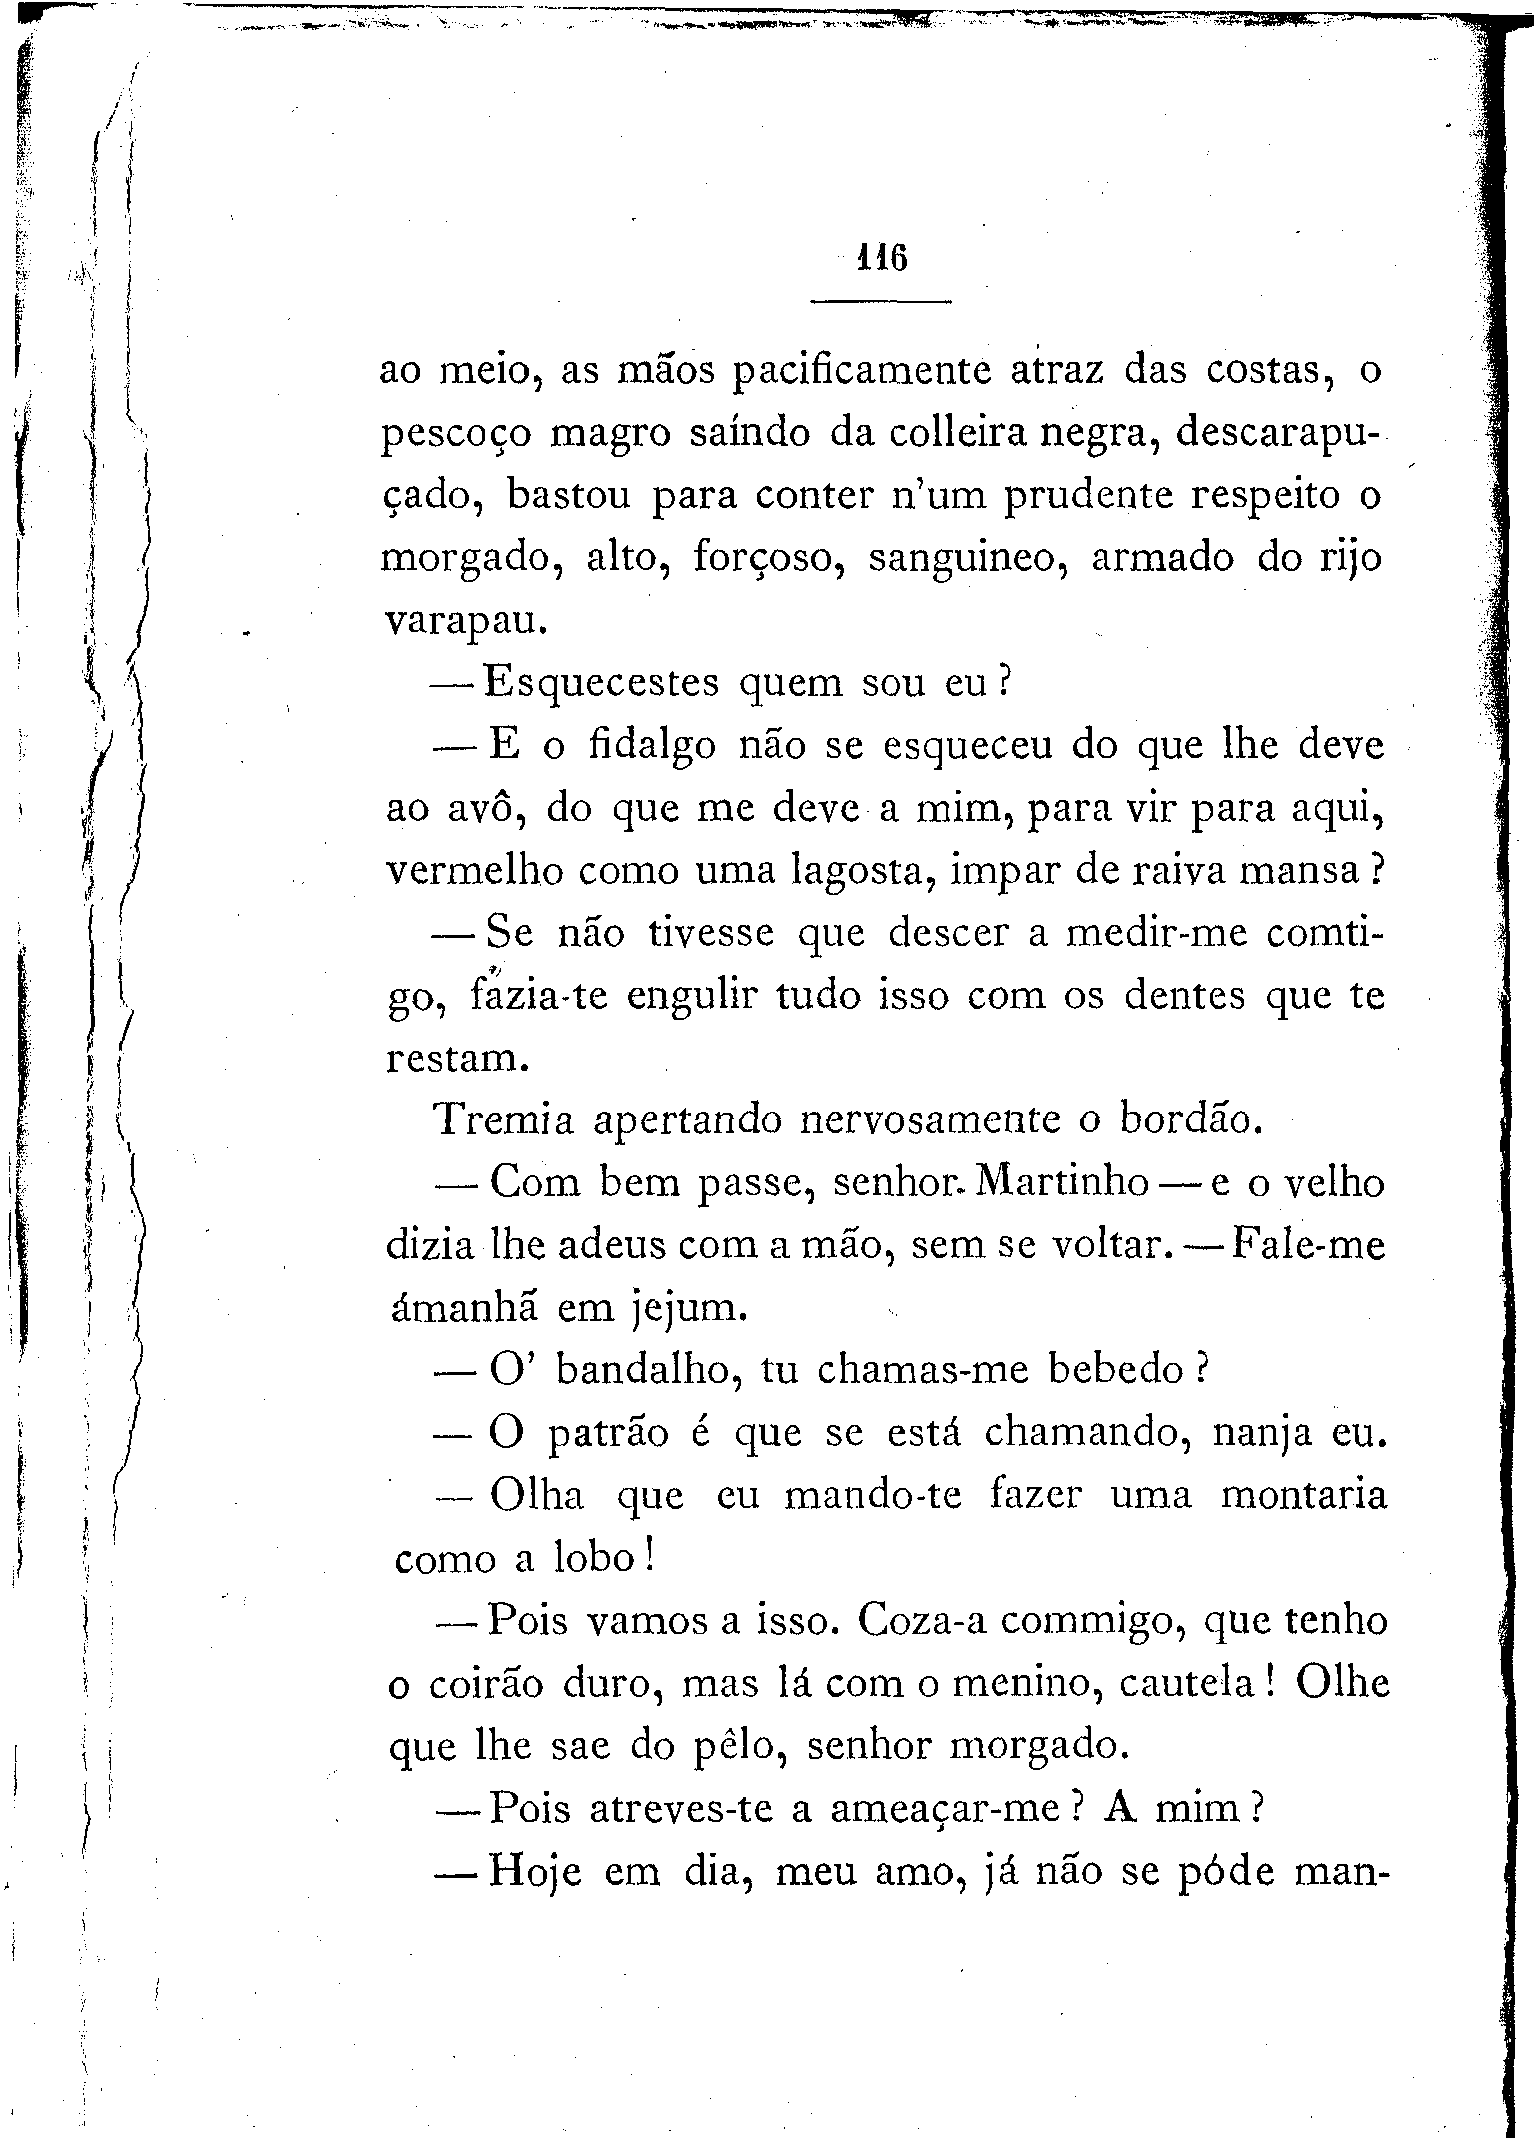 116
ao meio, as mãos pacificamente atraz das costas, o
pescoço magro saíndo da colleira negra, descarapu-
çado, bastou para conter n'um prudente respeito o
morgado, alto, forçoso, sanguineo, armado do rijo
varapau.
—Esquecestes quem sou eu?
—E o fidalgo não se esqueceu do que lhe deve
ao avô, do que me deve a mim, para vir para aqui,
vermelho como uma lagosta, impar de raiva mansa?
—Se não tivesse que descer a medir-me comti-
go, fazia-te engulir tudo isso com os dentes que te
restam.
Tremia apertando nervosamente o bordão.
—Com bem passe, senhor. Martinho—e o velho
dizia lhe adeus com a mão, sem se voltar.—Fale-me
ámanhã em jejum.
—O' bandalho, tu chamas-me bebedo?
—O patrão é que se está chamando, nanja eu.
—Olha que eu mando-te fazer uma montaria
como a lobo!
—Pois vamos a isso. Coza-a commigo, que tenho
o coirão duro, mas lá com o menino, cautela! Olhe
que lhe sae do pêlo, senhor morgado.
—Pois atreves-te a ameaçar-me? A mim?
—Hoje em dia, meu amo, já não se póde man-